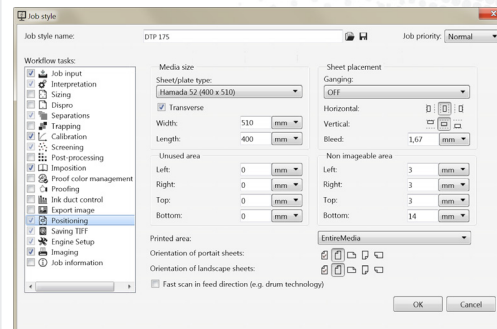 Job style
Job style name:
DTP 175
Job priority:
Normal
Workflow tasks:
Job input
Interpretation
Sizing
Dispro
Separations
Trapping
Calibration
Screening
Post-processing
Imposition
Proof color management
Proofing
Ink duct control
Export image
Positioning
Saving TIFF
Engine Setup
Imaging
Job information
Media size
Sheet/plate type:
Hamada 52 (400 x 510)
Transverse
Width: 510 mm
Length: 400 mm
Unused area
Left: 0 mm
Right: 0 mm
Top: 0 mm
Bottom: 0 mm
Sheet placement
Ganging:
OFF
Horizontal:
Vertical:
Bleed: 1,67 mm
Non imageable area
Left: 3 mm
Right: 3 mm
Top: 3 mm
Bottom: 14 mm
Printed area: EntireMedia
Orientation of portait sheets:
Orientation of landscape sheets:
Fast scan in feed direction (e.g. drum technology)
OK Cancel